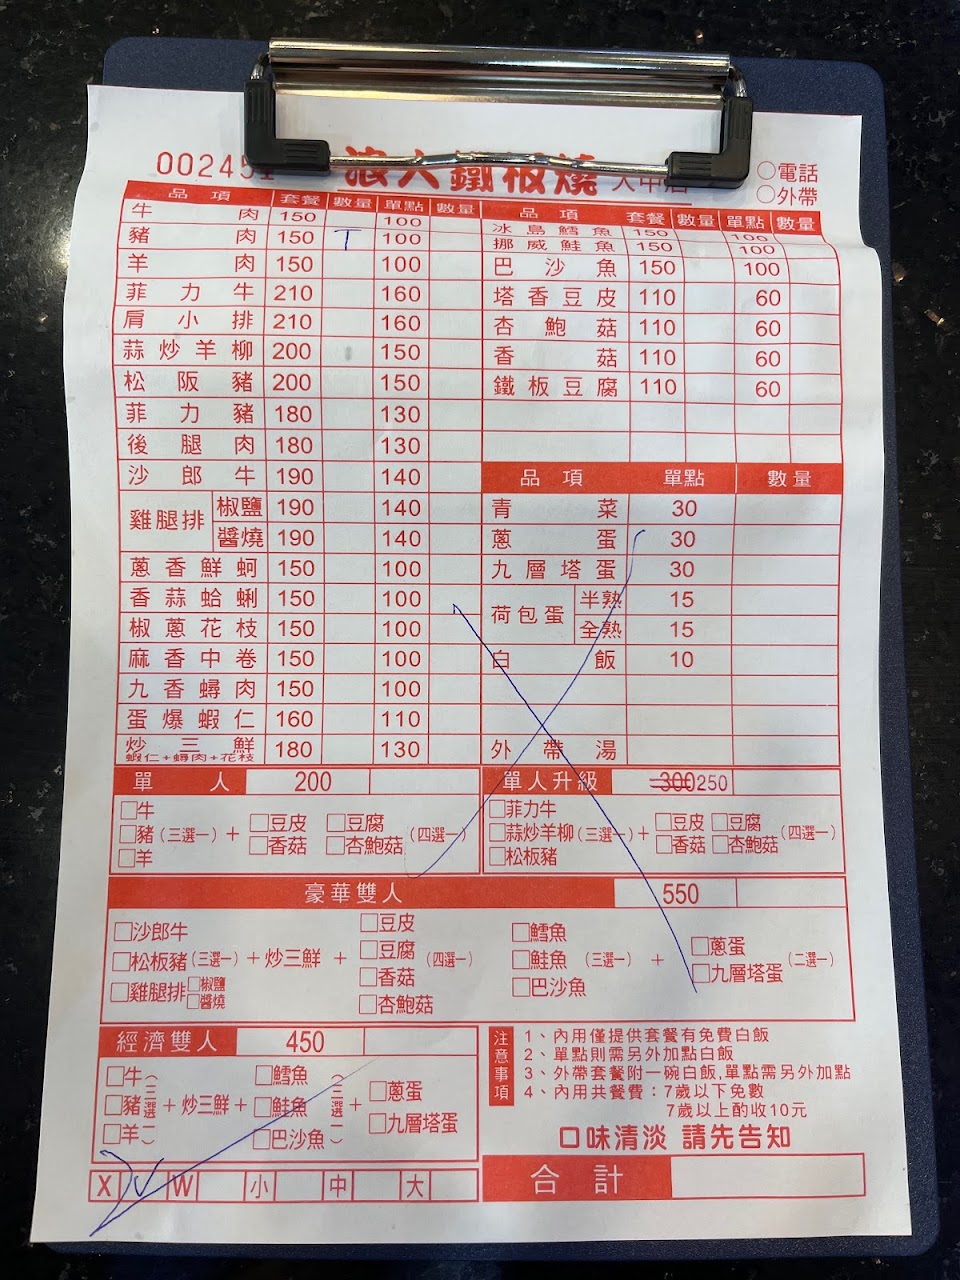 浪人鐵板燒
○電話
○外帶
品項 套餐 數量 單點 數量
牛肉 150 100
豬肉 150 T 100
羊肉 150 100
菲力牛 210 160
肩小排 210 160
蒜炒羊柳 200 150
松阪豬 200 150
菲力豬 180 130
後腿肉 180 130
沙郎牛 190 140
雞腿排 椒鹽 190 140
醬燒 190 140
蔥香鮮蚵 150 100
香蒜蛤蜊 150 100
椒蔥花枝 150 100
麻香中卷 150 100
九香蟳肉 150 100
蛋爆蝦仁 160 110
炒三鮮 180 130
蝦仁+蟳肉+花枝
品項 套餐 數量 單點 數量
冰島鱈魚 150 100
挪威鮭魚 150 100
巴沙魚 150 100
塔香豆皮 110 60
杏鮑菇 110 60
香菇 110 60
鐵板豆腐 110 60
品項 單點 數量
青菜 30
蔥蛋 30
九層塔蛋 30
荷包蛋 半熟 15
全熟 15
白飯 10
外帶湯
單人 200
□牛
□豬(三選一)+ □豆皮 □豆腐 (四選一)
□香菇 □杏鮑菇
□羊
單人升級 300 250
□菲力牛
□蒜炒羊柳(三選一)+ □豆皮 □豆腐 (四選一)
□香菇 □杏鮑菇
□松板豬
豪華雙人 550
□沙郎牛
□松板豬(三選一)+炒三鮮+
□雞腿排 □椒鹽
□醬燒
□豆皮
□豆腐 (四選一)
□香菇
□杏鮑菇
□鱈魚
□鮭魚 (三選一) +
□巴沙魚
□蔥蛋
□九層塔蛋 (二選一)
經濟雙人 450
□牛
□豬 (三選一) + 炒三鮮 +
□羊
□鱈魚
□鮭魚 (三選一) +
□巴沙魚
□蔥蛋
□九層塔蛋
X V W 小 中 大
注意事項
1、內用僅提供套餐有免費白飯
2、單點則需另外加點白飯
3、外帶套餐附一碗白飯,單點需另外加點
4、內用共餐費:7歲以下免數
7歲以上酌收10元
口味清淡 請先告知
合計